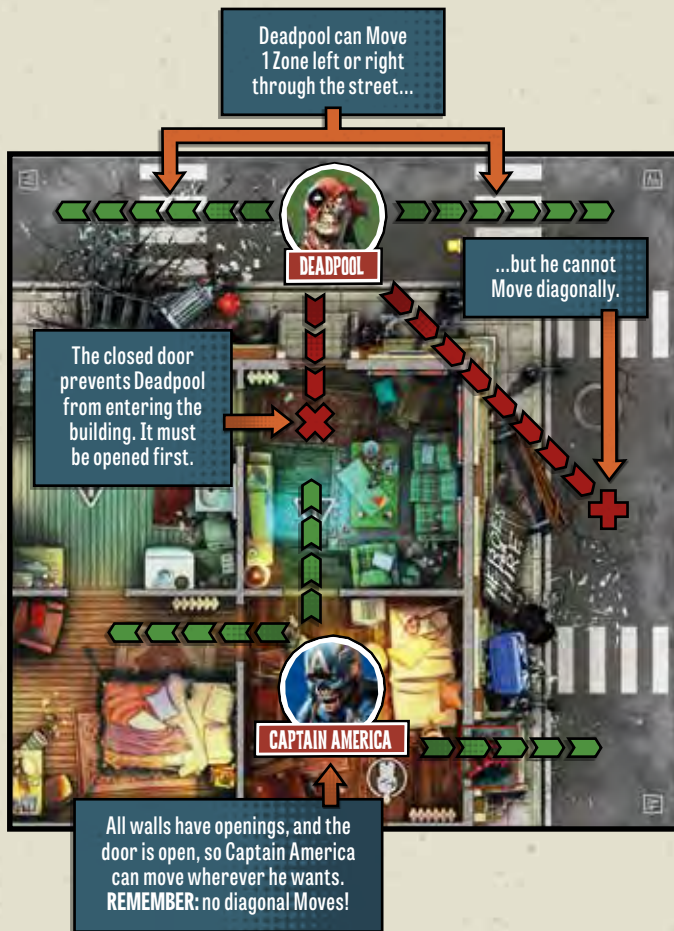 Deadpool can Move
1 Zone left or right
through the street...
DEADPOOL
...but he cannot
Move diagonally.
The closed door
prevents Deadpool
from entering the
building. It must
be opened first.
HEROES
WIRE
CAPTAIN AMERICA
All walls have openings, and the
door is open, so Captain America
can move wherever he wants.
REMEMBER: no diagonal Moves!